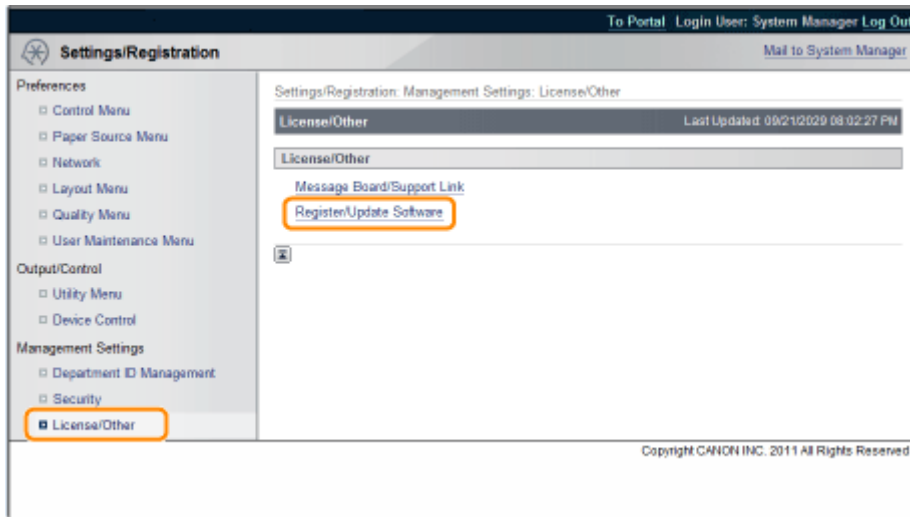 To Portal Login User: System Manager Log Out
Settings/Registration
Mail to System Manager
Preferences
Control Menu
Paper Source Menu
Network
Layout Menu
Quality Menu
User Maintenance Menu
Output/Control
Utility Menu
Device Control
Management Settings
Department ID Management
Security
License/Other
Settings/Registration: Management Settings: License/Other
License/Other
Last Updated: 09/21/2029 08:02:27 PM
License/Other
Message Board/Support Link
Register/Update Software
Copyright CANON INC. 2011 All Rights Reserved